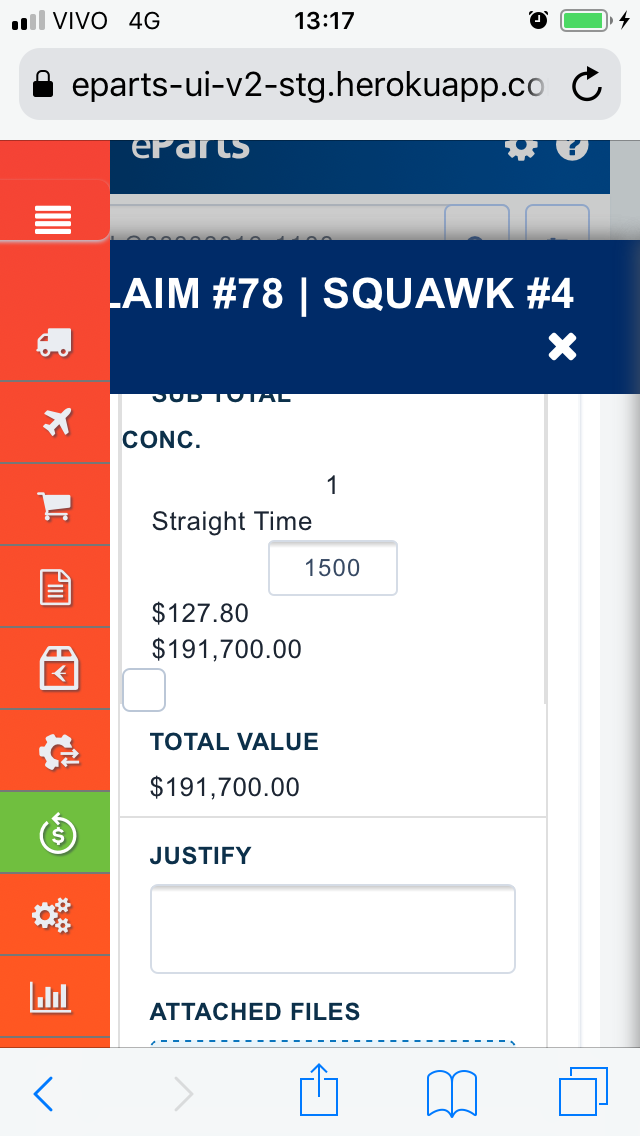 VIVO 4G 13:17
eparts-ui-v2-stg.herokuapp.co
eParts
LAIM #78 | SQUAWK #4
SUB TOTAL
CONC.
1
Straight Time
1500
$127.80
$191,700.00
TOTAL VALUE
$191,700.00
JUSTIFY
ATTACHED FILES